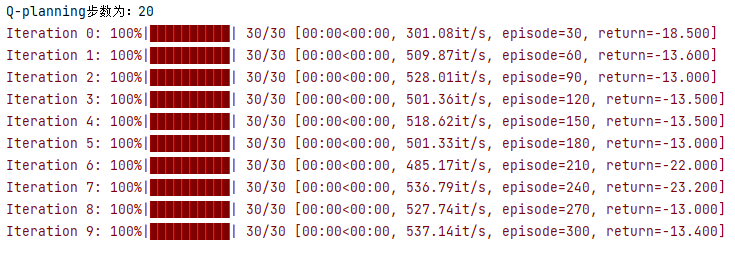 Q-planning步数为：20
Iteration 0: 100%|██████████| 30/30 [00:00<00:00, 301.08it/s, episode=30, return=-18.500]
Iteration 1: 100%|██████████| 30/30 [00:00<00:00, 509.87it/s, episode=60, return=-13.600]
Iteration 2: 100%|██████████| 30/30 [00:00<00:00, 528.01it/s, episode=90, return=-13.000]
Iteration 3: 100%|██████████| 30/30 [00:00<00:00, 501.36it/s, episode=120, return=-13.500]
Iteration 4: 100%|██████████| 30/30 [00:00<00:00, 518.62it/s, episode=150, return=-13.500]
Iteration 5: 100%|██████████| 30/30 [00:00<00:00, 501.33it/s, episode=180, return=-13.000]
Iteration 6: 100%|██████████| 30/30 [00:00<00:00, 485.17it/s, episode=210, return=-22.000]
Iteration 7: 100%|██████████| 30/30 [00:00<00:00, 536.79it/s, episode=240, return=-23.200]
Iteration 8: 100%|██████████| 30/30 [00:00<00:00, 527.74it/s, episode=270, return=-13.000]
Iteration 9: 100%|██████████| 30/30 [00:00<00:00, 537.14it/s, episode=300, return=-13.400]